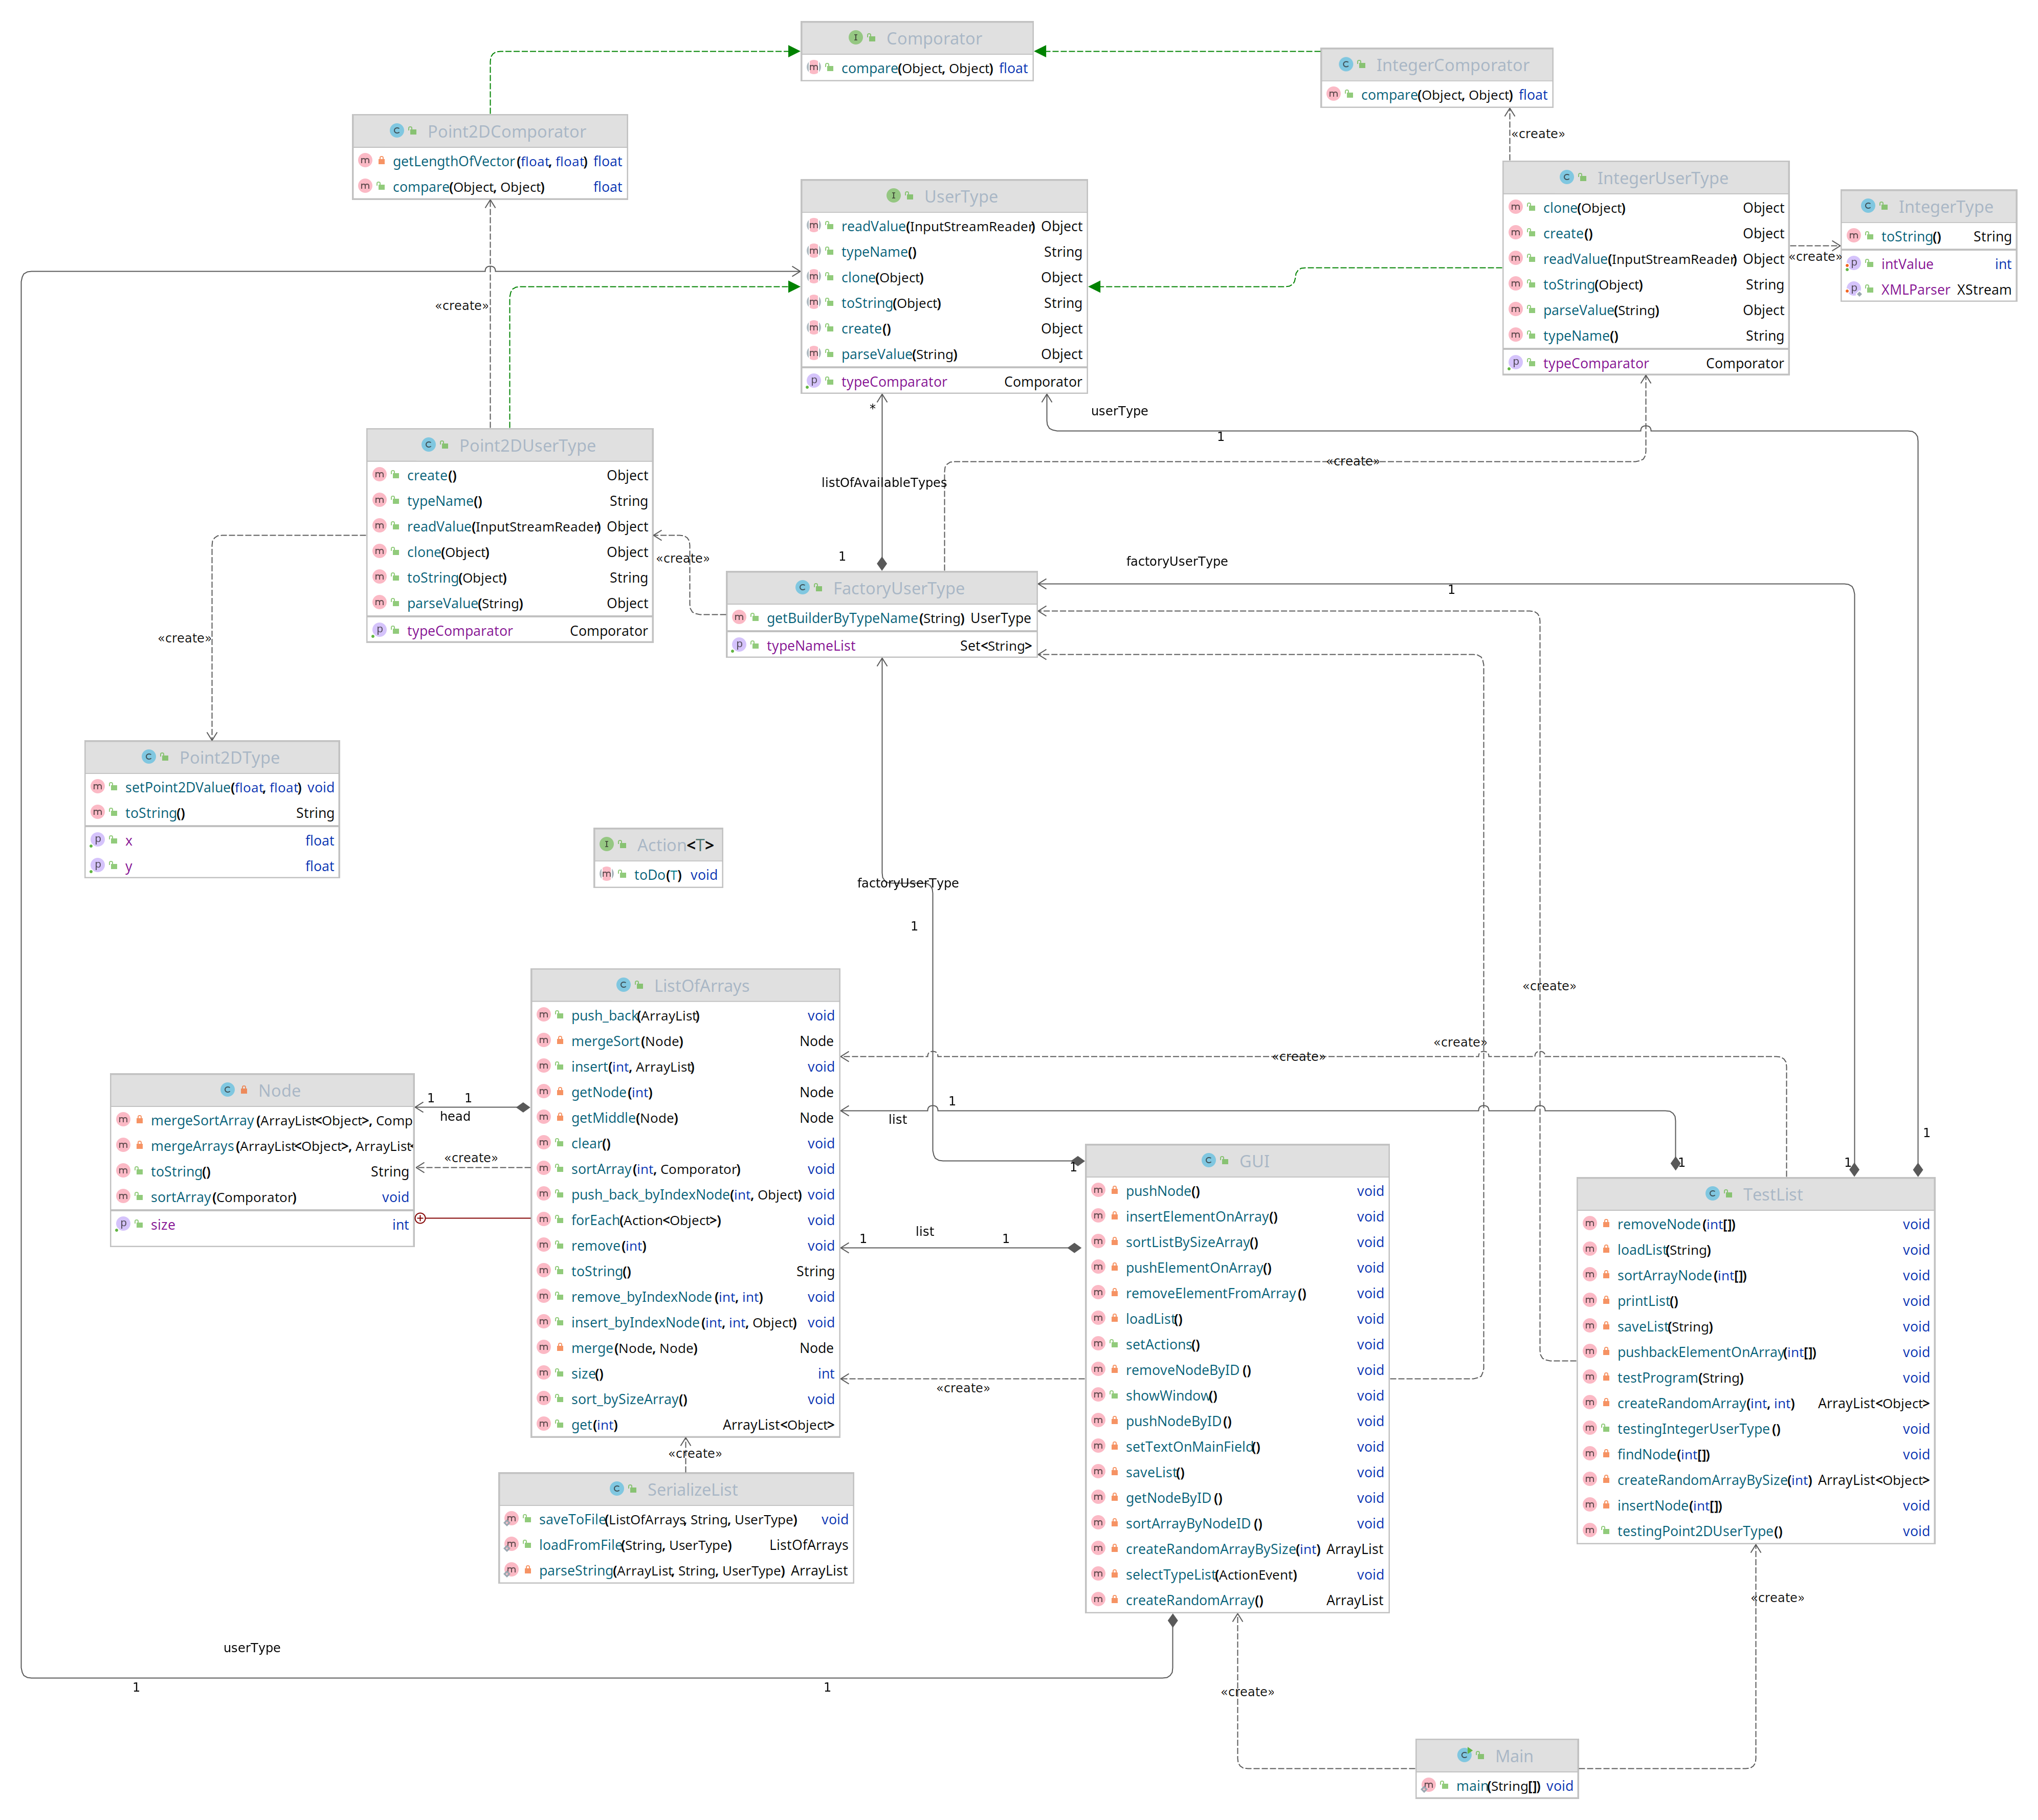 Comporator
compare(Object, Object) float
IntegerComporator
compare(Object, Object) float
Point2DComporator
getLengthOfVector(float, float) float
compare(Object, Object) float
«create»
UserType
readValue(InputStreamReader) Object
typeName() String
clone(Object) Object
toString(Object) String
create() Object
parseValue(String) Object
typeComparator Comporator
IntegerUserType
clone(Object) Object
create() Object
readValue(InputStreamReader) Object
toString(Object) String
parseValue(String) Object
typeName() String
typeComparator Comporator
IntegerType
toString() String
intValue int
XMLParser XStream
«create»
«create»
*
userType
1
«create»
listOfAvailableTypes
1
Point2DUserType
create() Object
typeName() String
readValue(InputStreamReader) Object
clone(Object) Object
toString(Object) String
parseValue(String) Object
typeComparator Comporator
«create»
factoryUserType
1
FactoryUserType
getBuilderByTypeName(String) UserType
typeNameList Set<String>
«create»
Point2DType
setPoint2DValue(float, float) void
toString() String
x float
y float
Action<T>
toDo(T) void
factoryUserType
1
«create»
«create»
«create»
ListOfArrays
push_back(ArrayList) void
mergeSort(Node) Node
insert(int, ArrayList) void
getNode(int) Node
getMiddle(Node) Node
clear() void
sortArray(int, Comporator) void
push_back_byIndexNode(int, Object) void
forEach(Action<Object>) void
remove(int) void
toString() String
remove_byIndexNode(int, int) void
insert_byIndexNode(int, int, Object) void
merge(Node, Node) Node
size() int
sort_bySizeArray() void
get(int) ArrayList<Object>
Node
mergeSortArray(ArrayList<Object>, Comp
mergeArrays(ArrayList<Object>, ArrayList<
toString() String
sortArray(Comporator) void
size int
1 1
head
«create»
1
list
1
1
1
1
list
1 1
«create»
GUI
pushNode() void
insertElementOnArray() void
sortListBySizeArray() void
pushElementOnArray() void
removeElementFromArray() void
loadList() void
setActions() void
removeNodeByID() void
showWindow() void
pushNodeByID() void
setTextOnMainField() void
saveList() void
getNodeByID() void
sortArrayByNodeID() void
createRandomArrayBySize(int) ArrayList
selectTypeList(ActionEvent) void
createRandomArray() ArrayList
TestList
removeNode(int[]) void
loadList(String) void
sortArrayNode(int[]) void
printList() void
saveList(String) void
pushbackElementOnArray(int[]) void
testProgram(String) void
createRandomArray(int, int) ArrayList<Object>
testingIntegerUserType() void
findNode(int[]) void
createRandomArrayBySize(int) ArrayList<Object>
insertNode(int[]) void
testingPoint2DUserType() void
«create»
SerializeList
saveToFile(ListOfArrays, String, UserType) void
loadFromFile(String, UserType) ListOfArrays
parseString(ArrayList, String, UserType) ArrayList
«create»
userType
1
1
«create»
Main
main(String[]) void